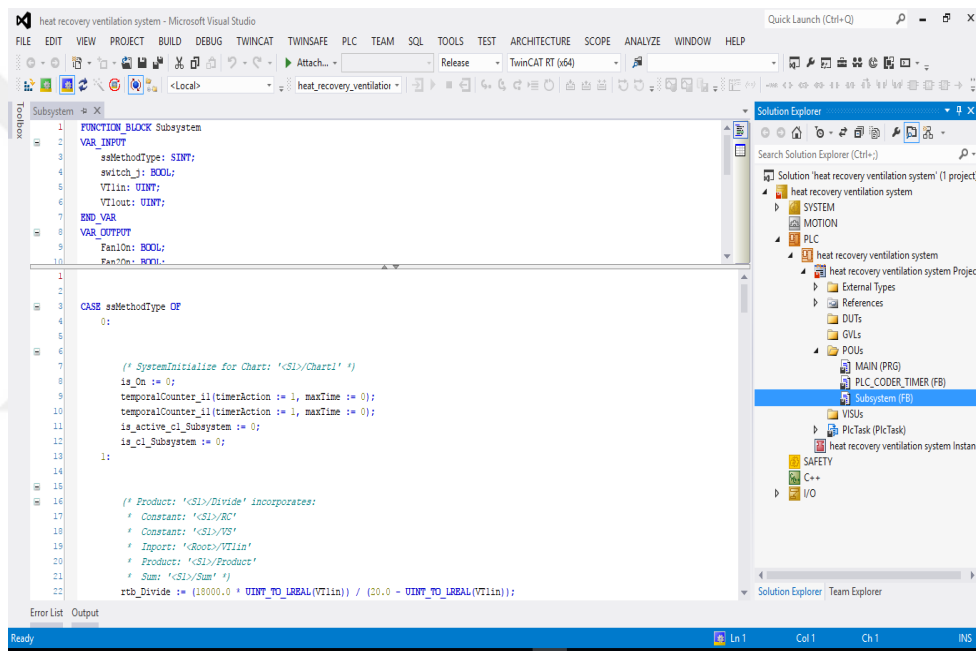 heat recovery ventilation system - Microsoft Visual Studio
Quick Launch (Ctrl+Q)
FILE EDIT VIEW PROJECT BUILD DEBUG TWINCAT TWINSAFE PLC TEAM SQL TOOLS TEST ARCHITECTURE SCOPE ANALYZE WINDOW HELP
Attach... Release TwinCAT RT (x64)
<Local> heat_recovery_ventilation
Toolbox
Subsystem
1 FUNCTION_BLOCK Subsystem
2 VAR_INPUT
3 ssMethodType: SINT;
4 switch_j: BOOL;
5 VTlin: UINT;
6 VTlout: UINT;
7 END_VAR
8 VAR_OUTPUT
9 Fan1On: BOOL;
10 Fan2On: BOOL;
1
2
3 CASE ssMethodType OF
4 0:
5
6
7 (* SystemInitialize for Chart: '<S1>/Chart1' *)
8 is_On := 0;
9 temporalCounter_i1(timerAction := 1, maxTime := 0);
10 temporalCounter_i1(timerAction := 1, maxTime := 0);
11 is_active_c1_Subsystem := 0;
12 is_c1_Subsystem := 0;
13 1:
14
15
16 (* Product: '<S1>/Divide' incorporates:
17 * Constant: '<S1>/RC'
18 * Constant: '<S1>/VS'
19 * Inport: '<Root>/VTlin'
20 * Product: '<S1>/Product'
21 * Sum: '<S1>/Sum' *)
22 rtb_Divide := (18000.0 * UINT_TO_LREAL(VTlin)) / (20.0 - UINT_TO_LREAL(VTlin));
Error List Output
Solution Explorer
Search Solution Explorer (Ctrl+;)
Solution 'heat recovery ventilation system' (1 project)
heat recovery ventilation system
SYSTEM
MOTION
PLC
heat recovery ventilation system
heat recovery ventilation system Projec
External Types
References
DUTs
GVLs
POUs
MAIN (PRG)
PLC_CODER_TIMER (FB)
Subsystem (FB)
VISUs
PlcTask (PlcTask)
heat recovery ventilation system Instan
SAFETY
C++
I/O
Solution Explorer Team Explorer
Ready Ln 1 Col 1 Ch 1 INS